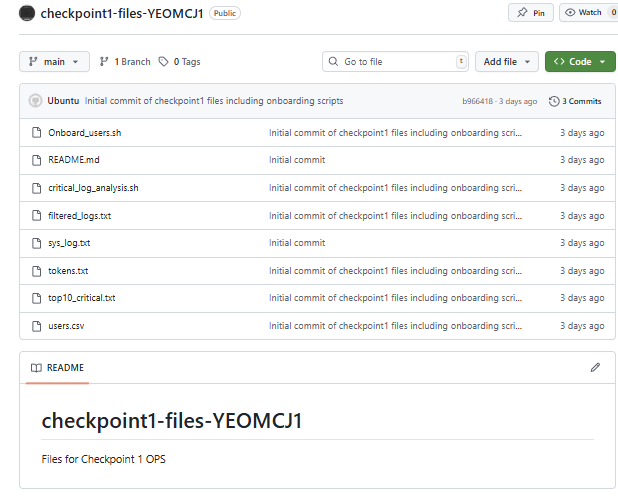 checkpoint1-files-YEOMCJ1 Public Pin Watch 0
main 1 Branch 0 Tags Go to file t Add file Code
Ubuntu Initial commit of checkpoint1 files including onboarding scripts b966418 · 3 days ago 3 Commits
Onboard_users.sh Initial commit of checkpoint1 files including onboarding scri... 3 days ago
README.md Initial commit 3 days ago
critical_log_analysis.sh Initial commit of checkpoint1 files including onboarding scri... 3 days ago
filtered_logs.txt Initial commit of checkpoint1 files including onboarding scri... 3 days ago
sys_log.txt Initial commit 3 days ago
tokens.txt Initial commit of checkpoint1 files including onboarding scri... 3 days ago
top10_critical.txt Initial commit of checkpoint1 files including onboarding scri... 3 days ago
users.csv Initial commit of checkpoint1 files including onboarding scri... 3 days ago
README
checkpoint1-files-YEOMCJ1
Files for Checkpoint 1 OPS